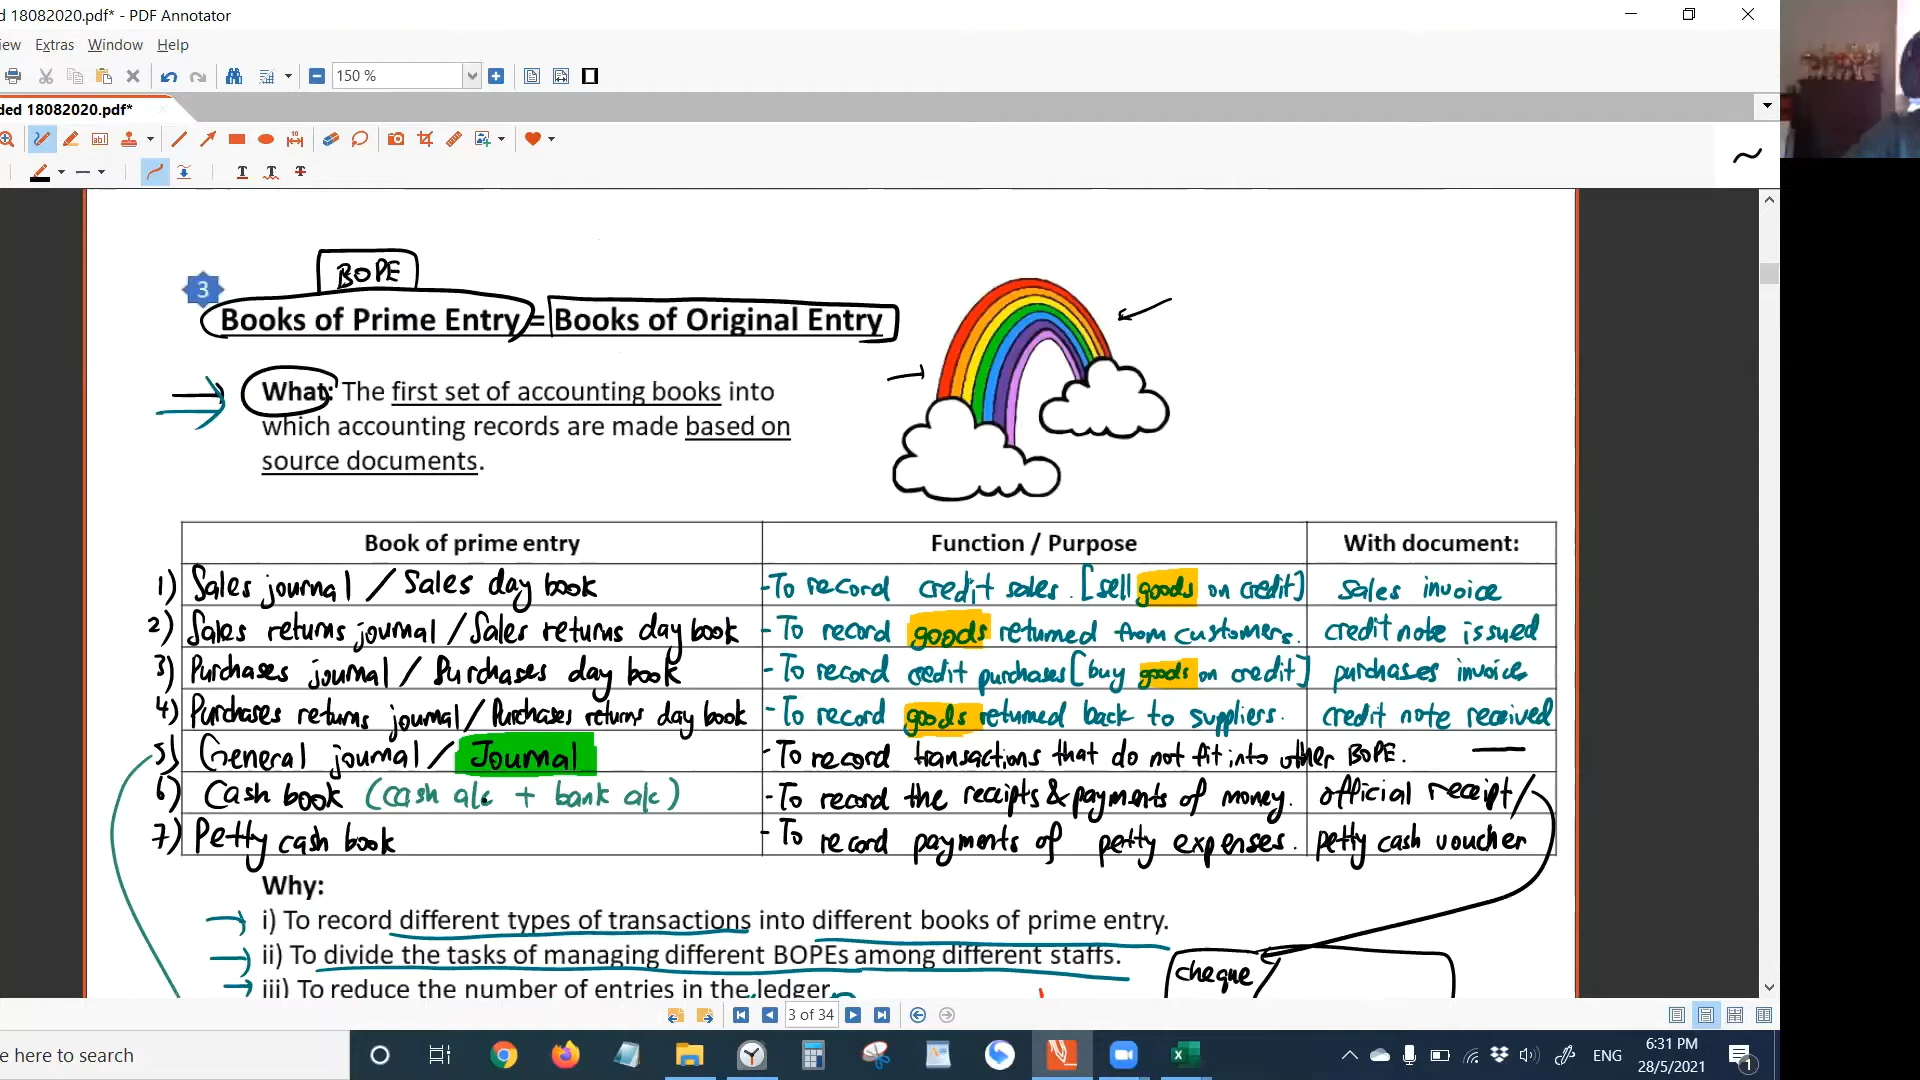 d 18082020.pdf* - PDF Annotator
iew Extras Window Help
150 %
ded 18082020.pdf*
BOPE
3
Books of Prime Entry = Books of Original Entry
What: The first set of accounting books into
which accounting records are made based on
source documents.
Book of prime entry Function / Purpose With document:
1) Sales journal / Sales day book - To record credit sales. [sell goods on credit] sales invoice
2) Sales returns journal / Sales returns day book - To record goods returned from customers. credit note issued
3) Purchases journal / Purchases day book - To record credit purchases [buy goods on credit] purchases invoice
4) Purchases returns journal / Purchases returns day book - To record goods returned back to suppliers. credit note received
5) General journal / Journal - To record transactions that do not fit into other BOPE. —
6) Cash book (cash a/c + bank a/c) - To record the receipts & payments of money. official receipt/
7) Petty cash book - To record payments of petty expenses. petty cash voucher
Why:
i) To record different types of transactions into different books of prime entry.
ii) To divide the tasks of managing different BOPEs among different staffs.
cheque
iii) To reduce the number of entries in the ledger.
3 of 34
e here to search
ENG
6:31 PM
28/5/2021
1